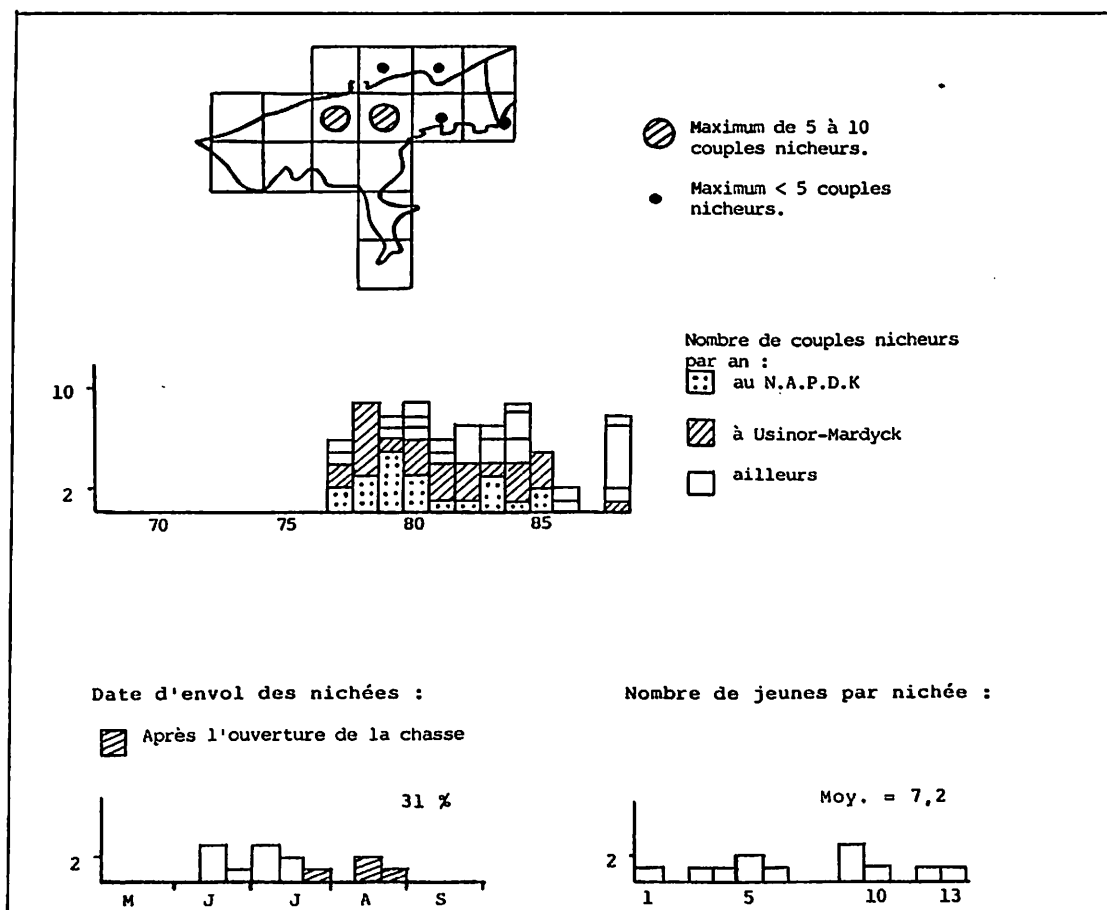 Maximum de 5 à 10
couples nicheurs.
Maximum < 5 couples
nicheurs.
Nombre de couples nicheurs
par an :
au N.A.P.D.K
à Usinor-Mardyck
ailleurs
10
2
70 75 80 85
Date d'envol des nichées :
Après l'ouverture de la chasse
31 %
2
M J J A S
Nombre de jeunes par nichée :
Moy. = 7,2
2
1 5 10 13